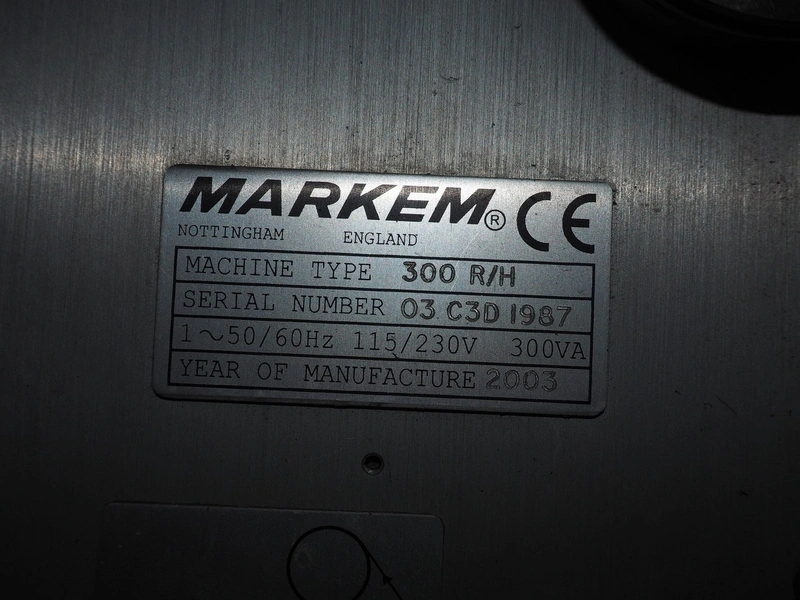 MARKEM® CE
NOTTINGHAM ENGLAND
MACHINE TYPE 300 R/H
SERIAL NUMBER 03 C3D 1987
1~50/60Hz 115/230V 300VA
YEAR OF MANUFACTURE 2003